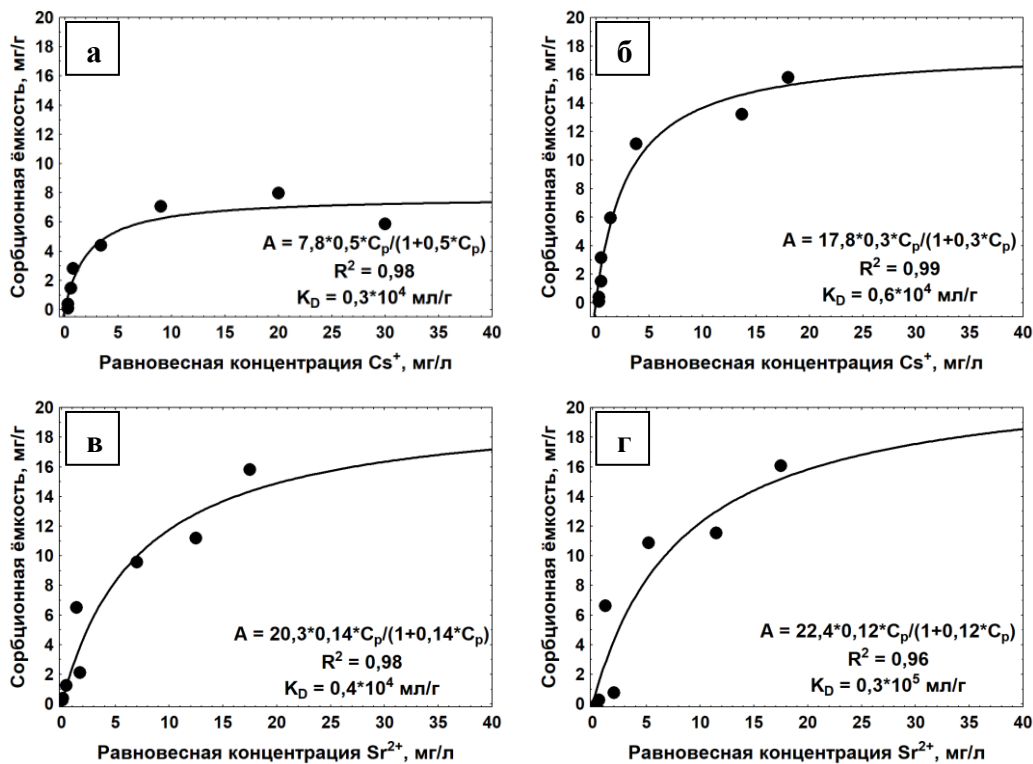 а
Сорбционная ёмкость, мг/г
20
18
16
14
12
10
8
6
4
2
0
A = 7,8*0,5*Cₚ/(1+0,5*Cₚ)
R² = 0,98
K_D = 0,3*10⁴ мл/г
0 5 10 15 20 25 30 35 40
Равновесная концентрация Cs⁺, мг/л
б
Сорбционная ёмкость, мг/г
20
18
16
14
12
10
8
6
4
2
0
A = 17,8*0,3*Cₚ/(1+0,3*Cₚ)
R² = 0,99
K_D = 0,6*10⁴ мл/г
0 5 10 15 20 25 30 35 40
Равновесная концентрация Cs⁺, мг/л
в
Сорбционная ёмкость, мг/г
20
18
16
14
12
10
8
6
4
2
0
A = 20,3*0,14*Cₚ/(1+0,14*Cₚ)
R² = 0,98
K_D = 0,4*10⁴ мл/г
0 5 10 15 20 25 30 35 40
Равновесная концентрация Sr²⁺, мг/л
г
Сорбционная ёмкость, мг/г
20
18
16
14
12
10
8
6
4
2
0
A = 22,4*0,12*Cₚ/(1+0,12*Cₚ)
R² = 0,96
K_D = 0,3*10⁵ мл/г
0 5 10 15 20 25 30 35 40
Равновесная концентрация Sr²⁺, мг/л